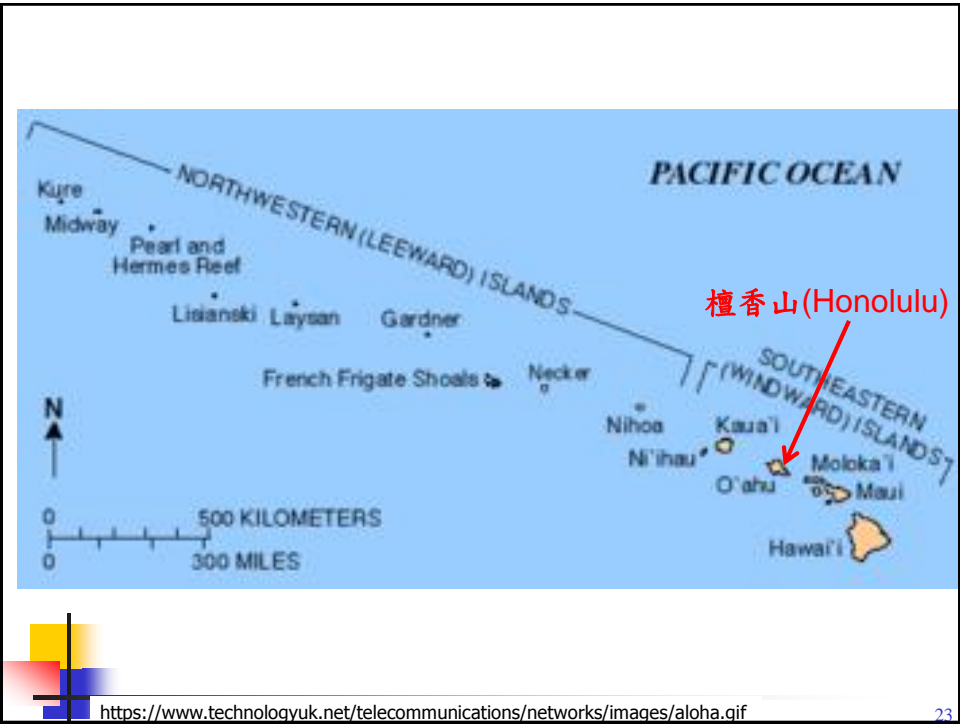 PACIFIC OCEAN
NORTHWESTERN (LEEWARD) ISLANDS
Kure
Midway
Pearl and
Hermes Reef
Lisianski
Laysan
Gardner
French Frigate Shoals
Necker
Nihoa
檀香山(Honolulu)
SOUTHEASTERN
(WINDWARD) ISLANDS
Kaua'i
Ni'ihau
O'ahu
Moloka'i
Maui
Hawai'i
N
0
500 KILOMETERS
0
300 MILES
https://www.technologyuk.net/telecommunications/networks/images/aloha.gif
23